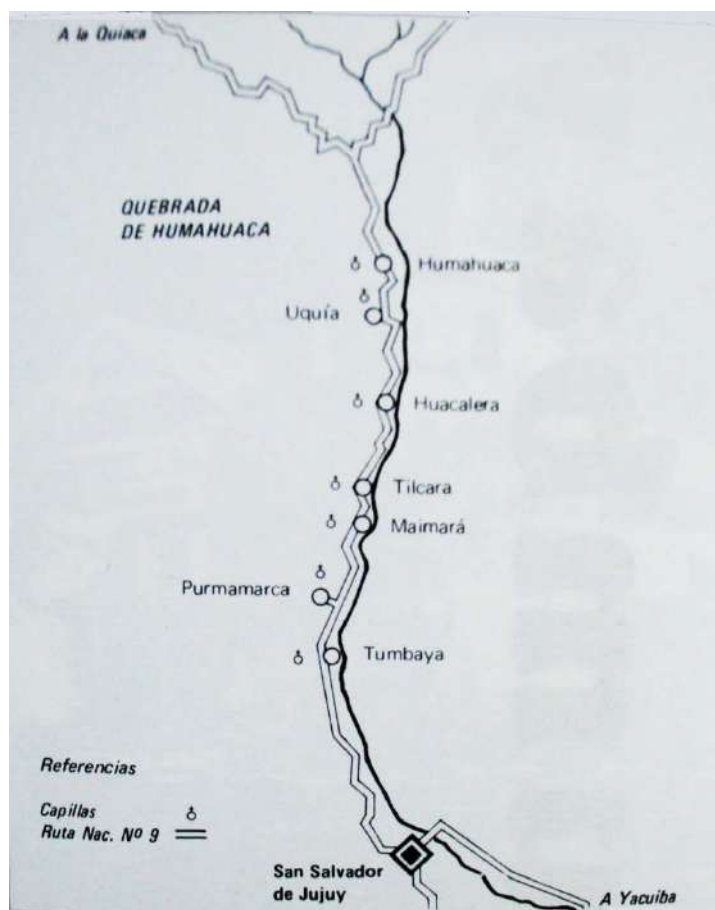 A la Quiaca
QUEBRADA
DE HUMAHUACA
Humahuaca
Uquía
Huacalera
Tilcara
Maimará
Purmamarca
Tumbaya
Referencias
Capillas
Ruta Nac. Nº 9
San Salvador
de Jujuy
A Yacuiba